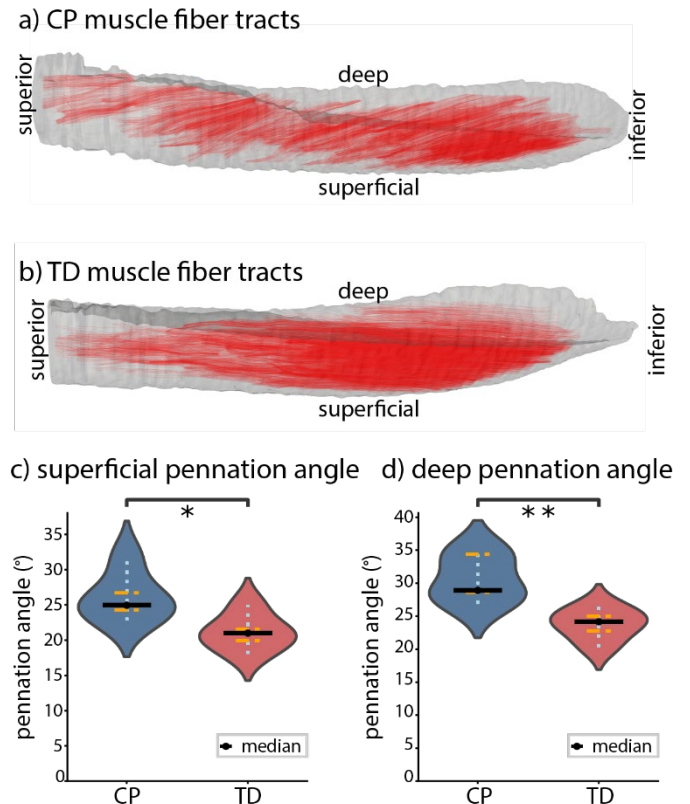 a) CP muscle fiber tracts
superior
deep
inferior
superficial
b) TD muscle fiber tracts
superior
deep
inferior
superficial
c) superficial pennation angle
*
pennation angle (°)
35
30
25
20
15
10
5
0
median
CP TD
d) deep pennation angle
**
pennation angle (°)
40
35
30
25
20
15
10
5
0
median
CP TD